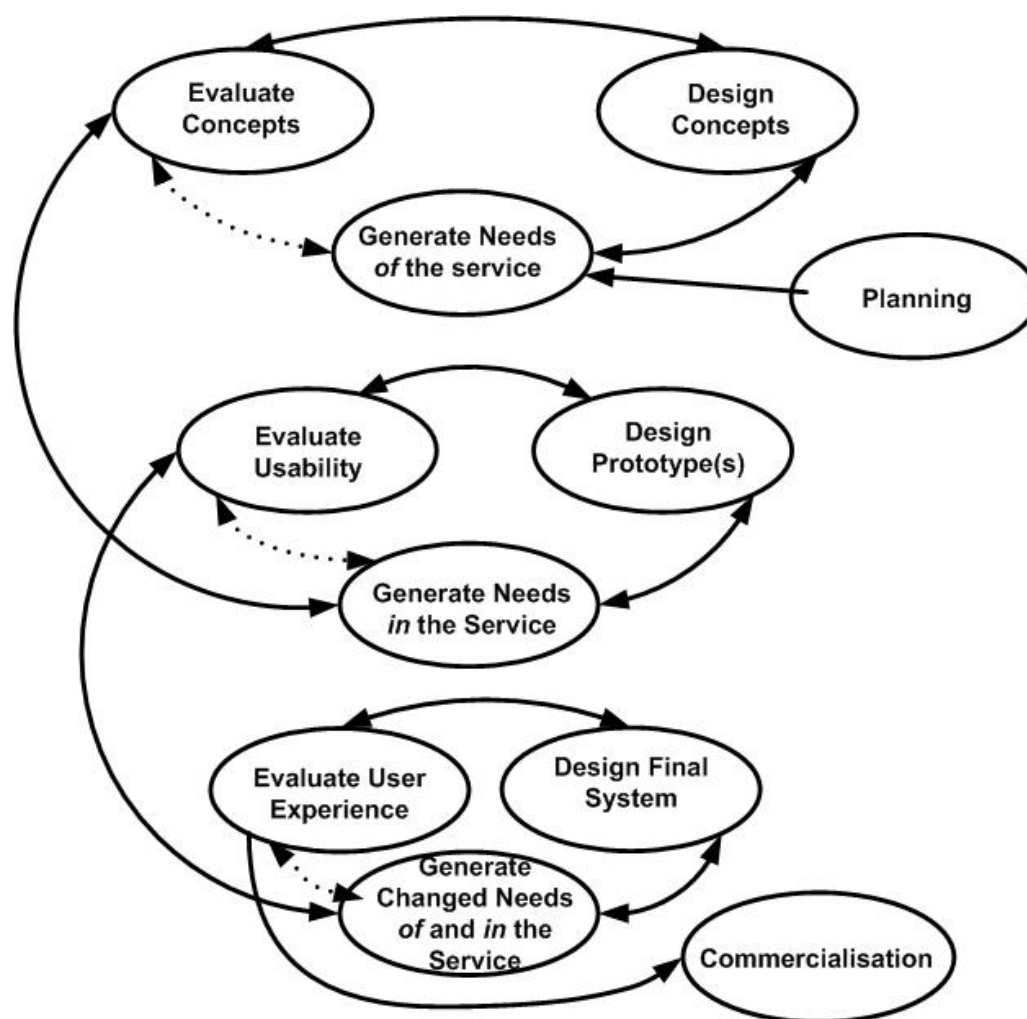 Evaluate
Concepts
Design
Concepts
Generate Needs
of the service
Planning
Evaluate
Usability
Design
Prototype(s)
Generate Needs
in the Service
Evaluate User
Experience
Design Final
System
Generate
Changed Needs
of and in the
Service
Commercialisation